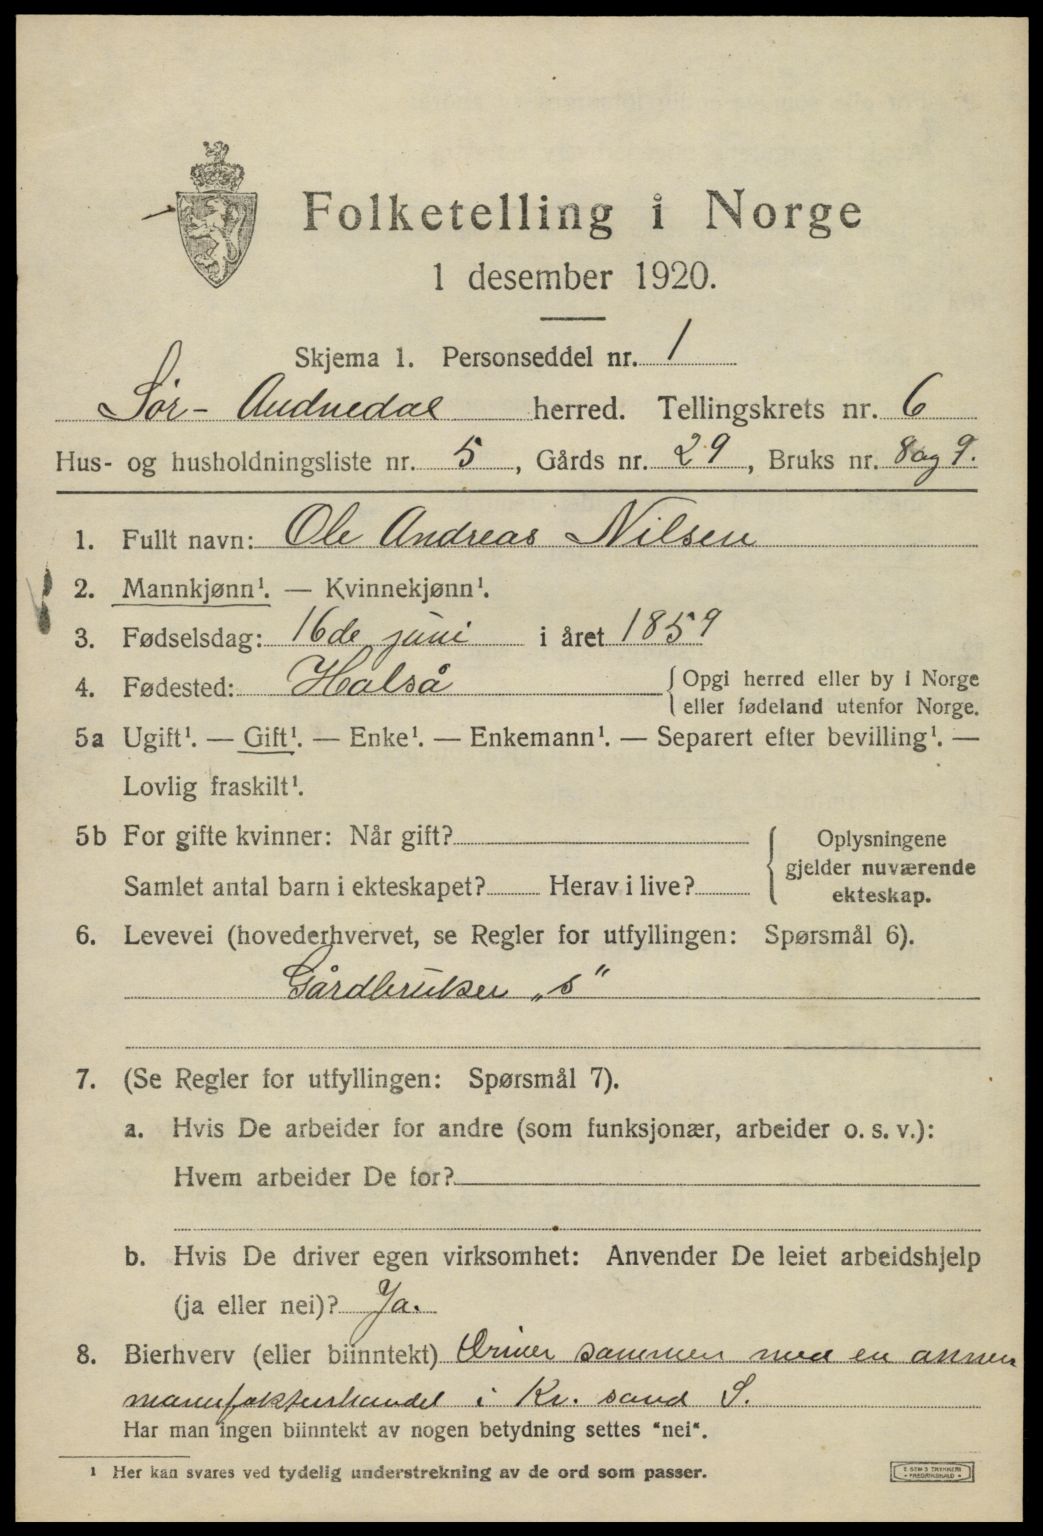 Folketelling i Norge
1 desember 1920.
Skjema 1. Personseddel nr. 1
Sør-Audnedal herred. Tellingskrets nr. 6
Hus- og husholdningsliste nr. 5, Gårds nr. 29, Bruks nr. 8 og 9.
1. Fullt navn: Ole Andreas Nilsen
2. Mannkjønn¹. — Kvinnekjønn¹.
3. Fødselsdag: 16de juni i året 1859
4. Fødested: Halså { Opgi herred eller by i Norge
eller fødeland utenfor Norge.
5a Ugift¹. — Gift¹. — Enke¹. — Enkemann¹. — Separert efter bevilling¹. —
Lovlig fraskilt¹.
5b For gifte kvinner: Når gift? { Oplysningene
gjelder nuværende
Samlet antal barn i ekteskapet? Herav i live? ekteskap.
6. Levevei (hovederhvervet, se Regler for utfyllingen: Spørsmål 6).
Gårdbruker „s“
7. (Se Regler for utfyllingen: Spørsmål 7).
a. Hvis De arbeider for andre (som funksjonær, arbeider o. s. v.):
Hvem arbeider De for?
b. Hvis De driver egen virksomhet: Anvender De leiet arbeidshjelp
(ja eller nei)? Ja.
8. Bierhverv (eller biinntekt) Driver sammen med en annen
manufakturhandel i Kr. sand S.
Har man ingen biinntekt av nogen betydning settes "nei".
¹ Her kan svares ved tydelig understrekning av de ord som passer.